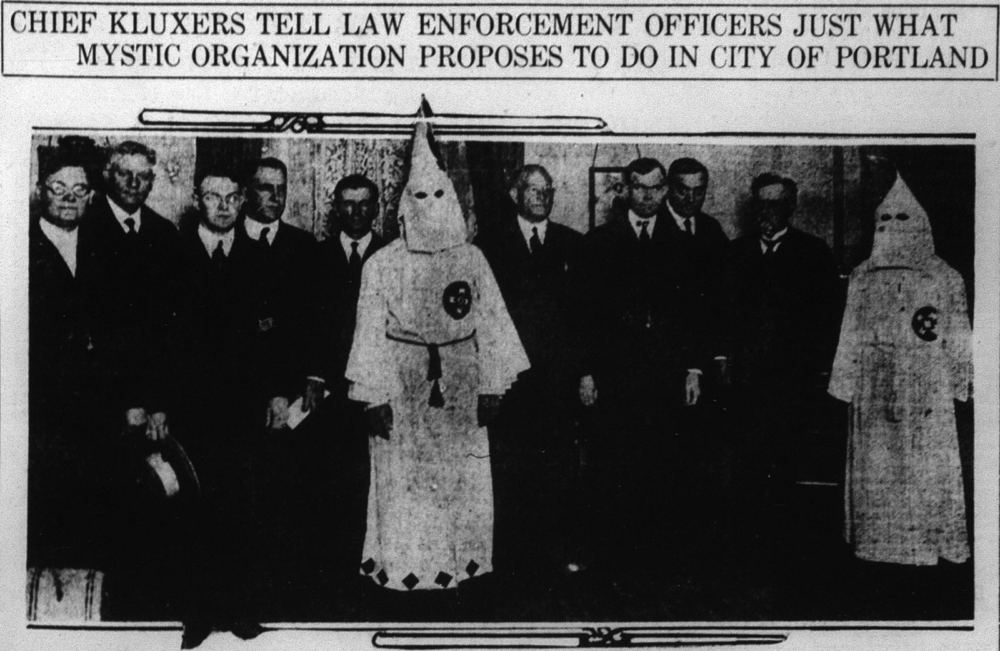 CHIEF KLUXERS TELL LAW ENFORCEMENT OFFICERS JUST WHAT
MYSTIC ORGANIZATION PROPOSES TO DO IN CITY OF PORTLAND